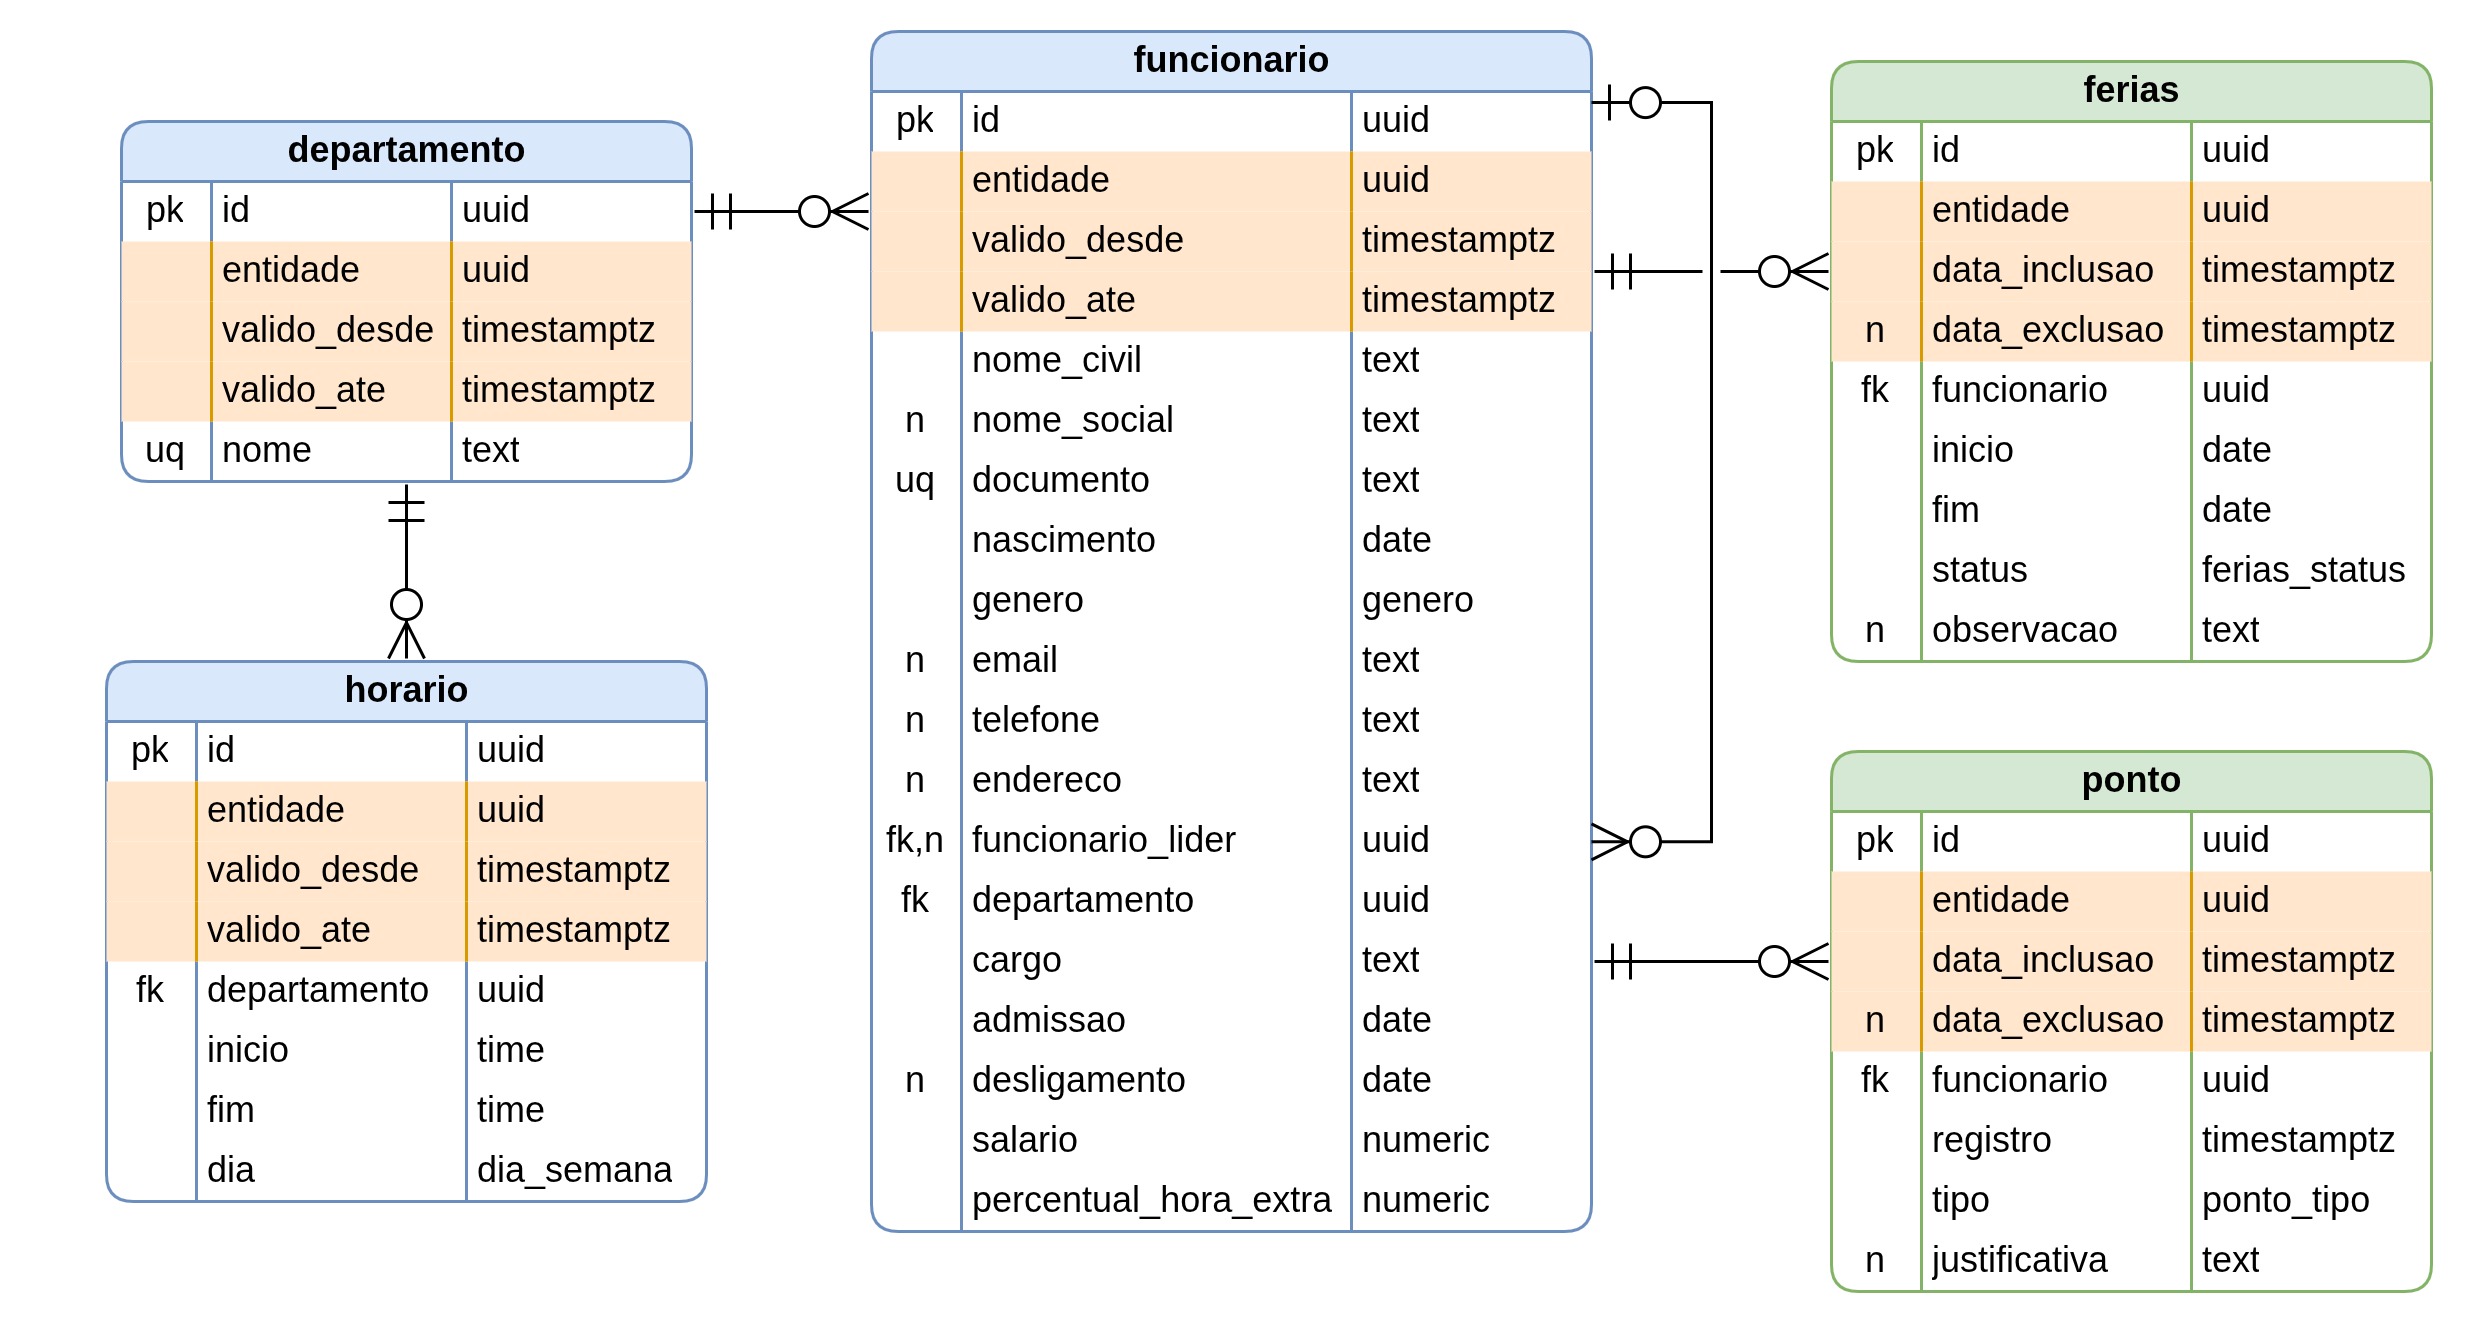 departamento
pk id uuid
entidade uuid
valido_desde timestamptz
valido_ate timestamptz
uq nome text
horario
pk id uuid
entidade uuid
valido_desde timestamptz
valido_ate timestamptz
fk departamento uuid
inicio time
fim time
dia dia_semana
funcionario
pk id uuid
entidade uuid
valido_desde timestamptz
valido_ate timestamptz
nome_civil text
n nome_social text
uq documento text
nascimento date
genero genero
n email text
n telefone text
n endereco text
fk,n funcionario_lider uuid
fk departamento uuid
cargo text
admissao date
n desligamento date
salario numeric
percentual_hora_extra numeric
ferias
pk id uuid
entidade uuid
data_inclusao timestamptz
n data_exclusao timestamptz
fk funcionario uuid
inicio date
fim date
status ferias_status
n observacao text
ponto
pk id uuid
entidade uuid
data_inclusao timestamptz
n data_exclusao timestamptz
fk funcionario uuid
registro timestamptz
tipo ponto_tipo
n justificativa text